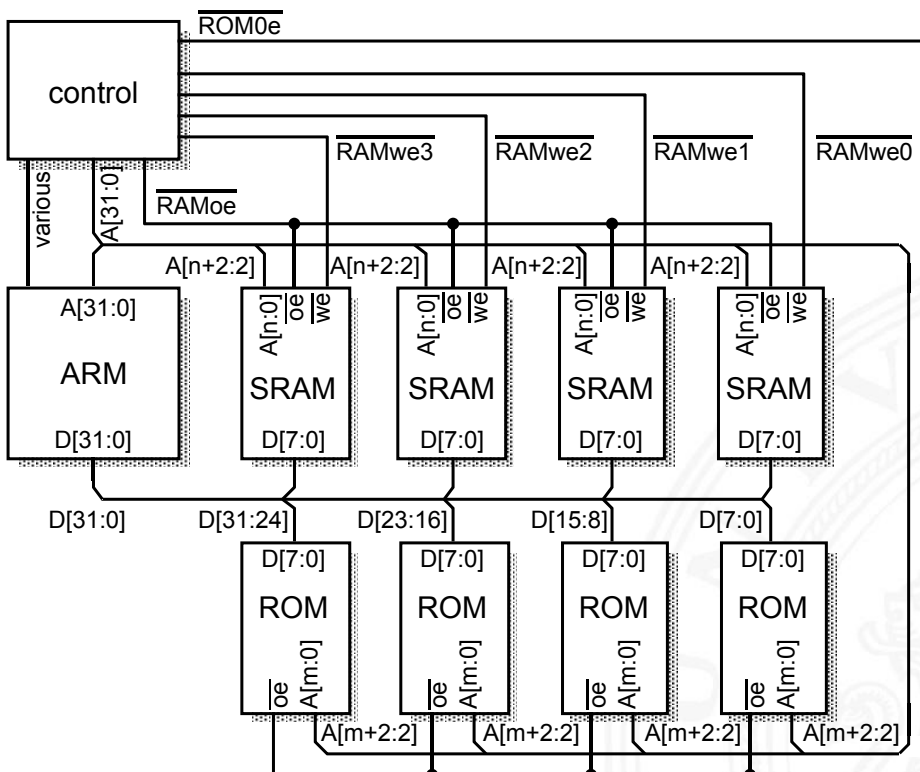 ROM0e
control
RAMwe3
RAMwe2
RAMwe1
RAMwe0
various
A[31:0]
RAMoe
A[n+2:2]
A[n+2:2]
A[n+2:2]
A[n+2:2]
A[31:0]
ARM
D[31:0]
A[n:0]
oe
we
SRAM
D[7:0]
A[n:0]
oe
we
SRAM
D[7:0]
A[n:0]
oe
we
SRAM
D[7:0]
A[n:0]
oe
we
SRAM
D[7:0]
D[31:0]
D[31:24]
D[23:16]
D[15:8]
D[7:0]
D[7:0]
ROM
oe
A[m:0]
D[7:0]
ROM
oe
A[m:0]
D[7:0]
ROM
oe
A[m:0]
D[7:0]
ROM
oe
A[m:0]
A[m+2:2]
A[m+2:2]
A[m+2:2]
A[m+2:2]